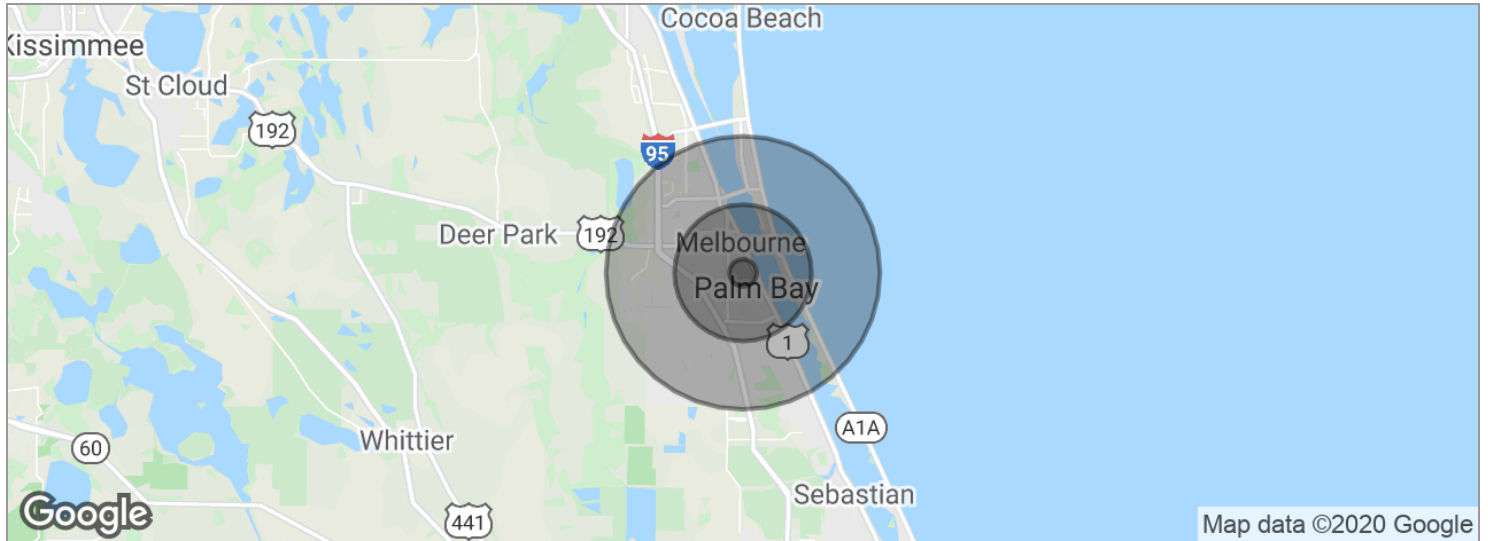 Cocoa Beach
Kissimmee
St Cloud
192
95
Deer Park
192
Melbourne
Palm Bay
1
A1A
Whittier
60
Sebastian
441
Google
Map data ©2020 Google